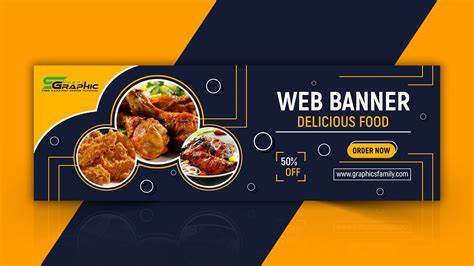 GRAPHIC
WEB BANNER
DELICIOUS FOOD
50%
OFF
ORDER NOW
www.graphicsfamily.com